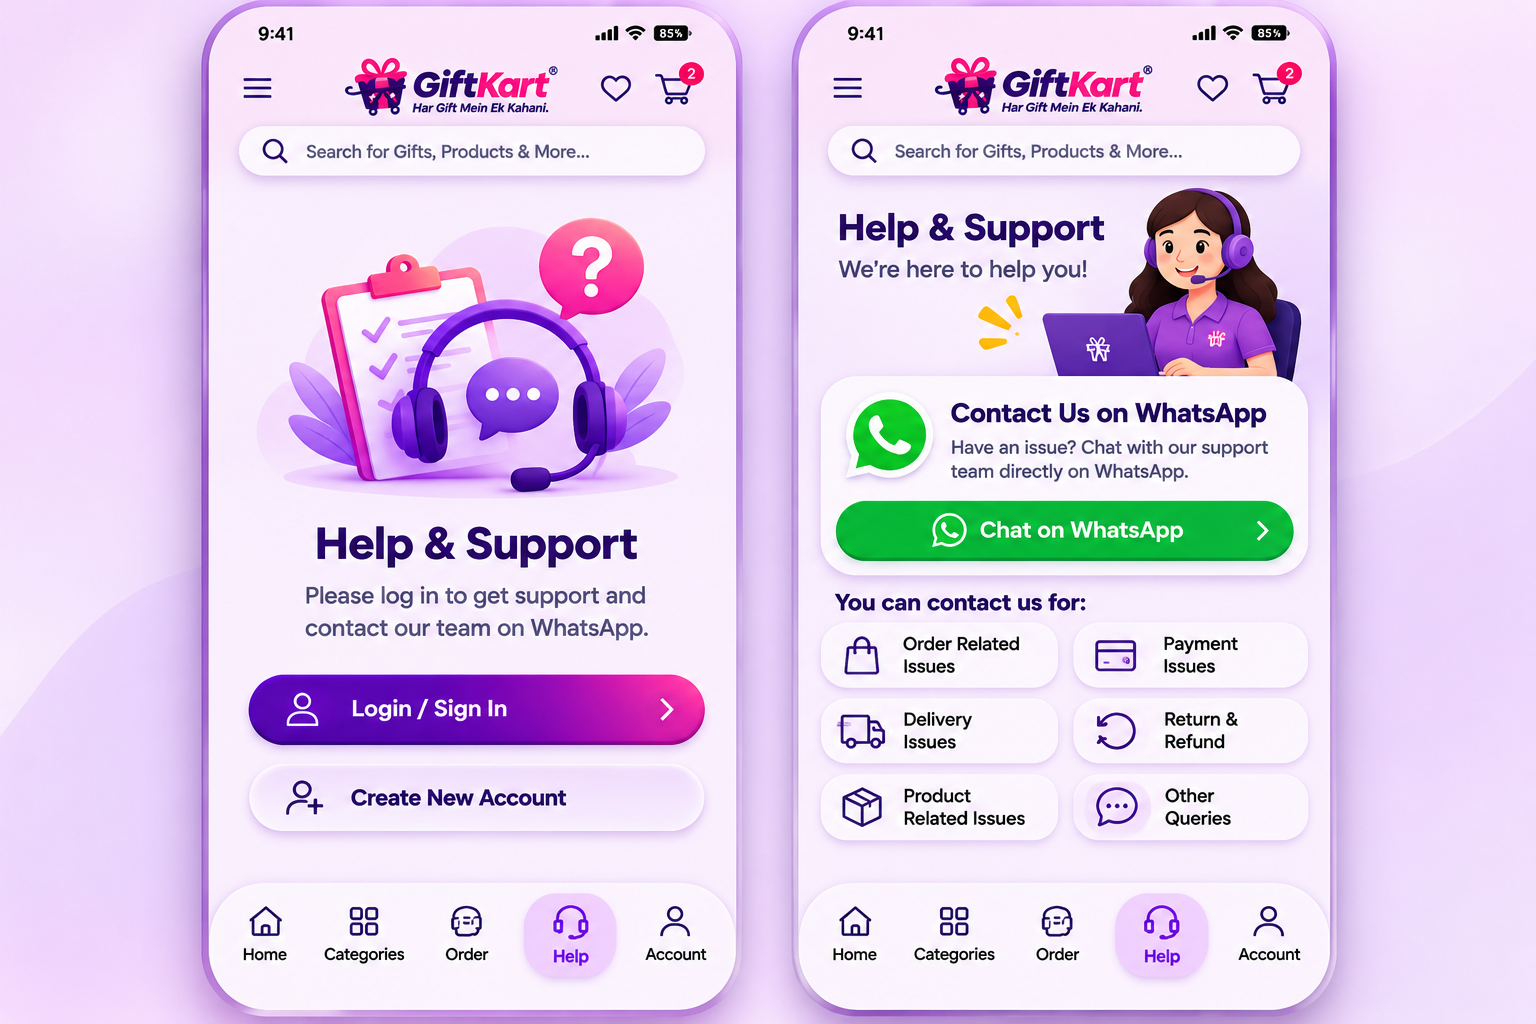 9:41
85%
GiftKart®
Har Gift Mein Ek Kahani.
2
Search for Gifts, Products & More...
?
Help & Support
Please log in to get support and
contact our team on WhatsApp.
Login / Sign In
Create New Account
Home
Categories
Order
Help
Account
9:41
85%
GiftKart®
Har Gift Mein Ek Kahani.
2
Search for Gifts, Products & More...
Help & Support
We're here to help you!
Contact Us on WhatsApp
Have an issue? Chat with our support
team directly on WhatsApp.
Chat on WhatsApp
You can contact us for:
Order Related
Issues
Payment
Issues
Delivery
Issues
Return &
Refund
Product
Related Issues
Other
Queries
Home
Categories
Order
Help
Account